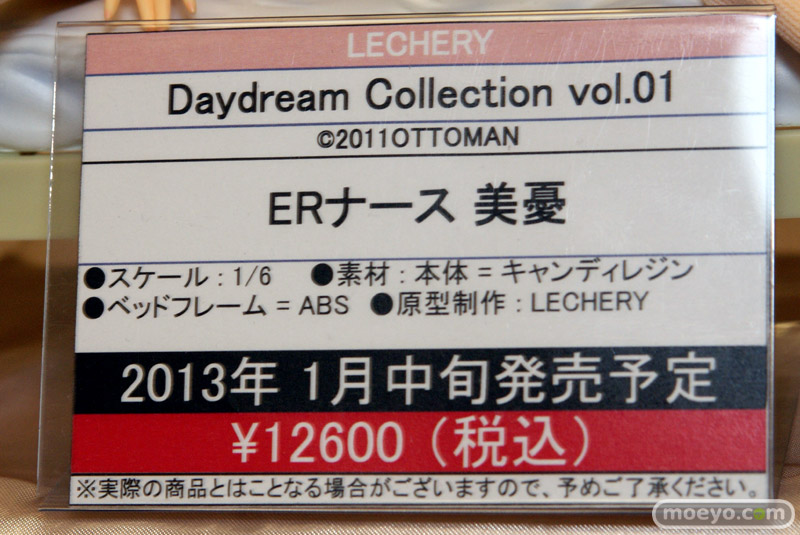 LECHERY
Daydream Collection vol.01
©2011OTTOMAN
ERナース 美憂
●スケール：1/6 ●素材：本体＝キャンディレジン
●ベッドフレーム＝ABS ●原型制作：LECHERY
2013年 1月中旬発売予定
¥12600（税込）
※実際の商品とはことなる場合がございますので、予めご了承ください。
moeyo.com